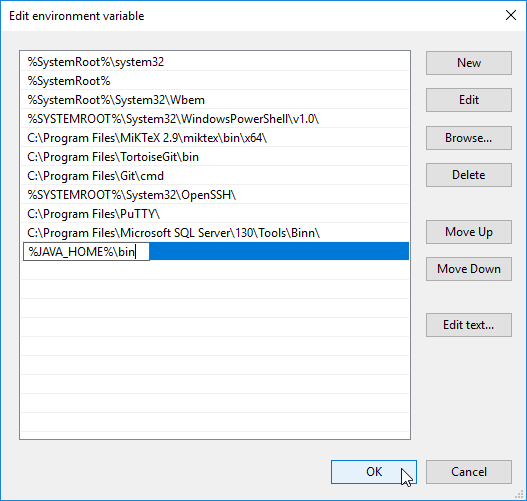 Edit environment variable
%SystemRoot%\system32
%SystemRoot%
%SystemRoot%\System32\Wbem
%SYSTEMROOT%\System32\WindowsPowerShell\v1.0\
C:\Program Files\MiKTeX 2.9\miktex\bin\x64\
C:\Program Files\TortoiseGit\bin
C:\Program Files\Git\cmd
%SYSTEMROOT%\System32\OpenSSH\
C:\Program Files\PuTTY\
C:\Program Files\Microsoft SQL Server\130\Tools\Binn\
%JAVA_HOME%\bin
New
Edit
Browse...
Delete
Move Up
Move Down
Edit text...
OK
Cancel